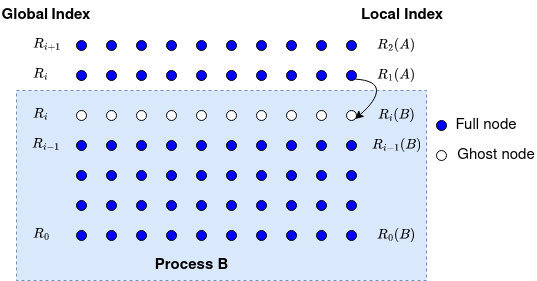 Global Index Local Index
R_{i+1} R_2(A)
R_i R_1(A)
R_i R_i(B)
R_{i-1} R_{i-1}(B)
Full node
Ghost node
R_0 R_0(B)
Process B